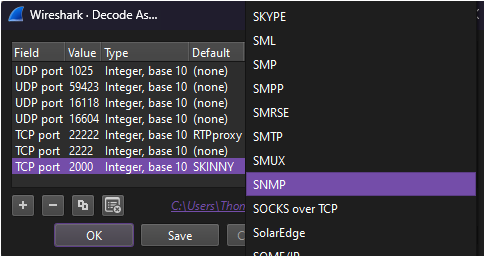 Wireshark · Decode As...
Field Value Type Default
UDP port 1025 Integer, base 10 (none)
UDP port 59423 Integer, base 10 (none)
UDP port 16118 Integer, base 10 (none)
UDP port 16604 Integer, base 10 (none)
TCP port 22222 Integer, base 10 RTPproxy
TCP port 2222 Integer, base 10 (none)
TCP port 2000 Integer, base 10 SKINNY
C:\Users\Thon
OK Save
SKYPE
SML
SMP
SMPP
SMRSE
SMTP
SMUX
SNMP
SOCKS over TCP
SolarEdge
SOME/IP